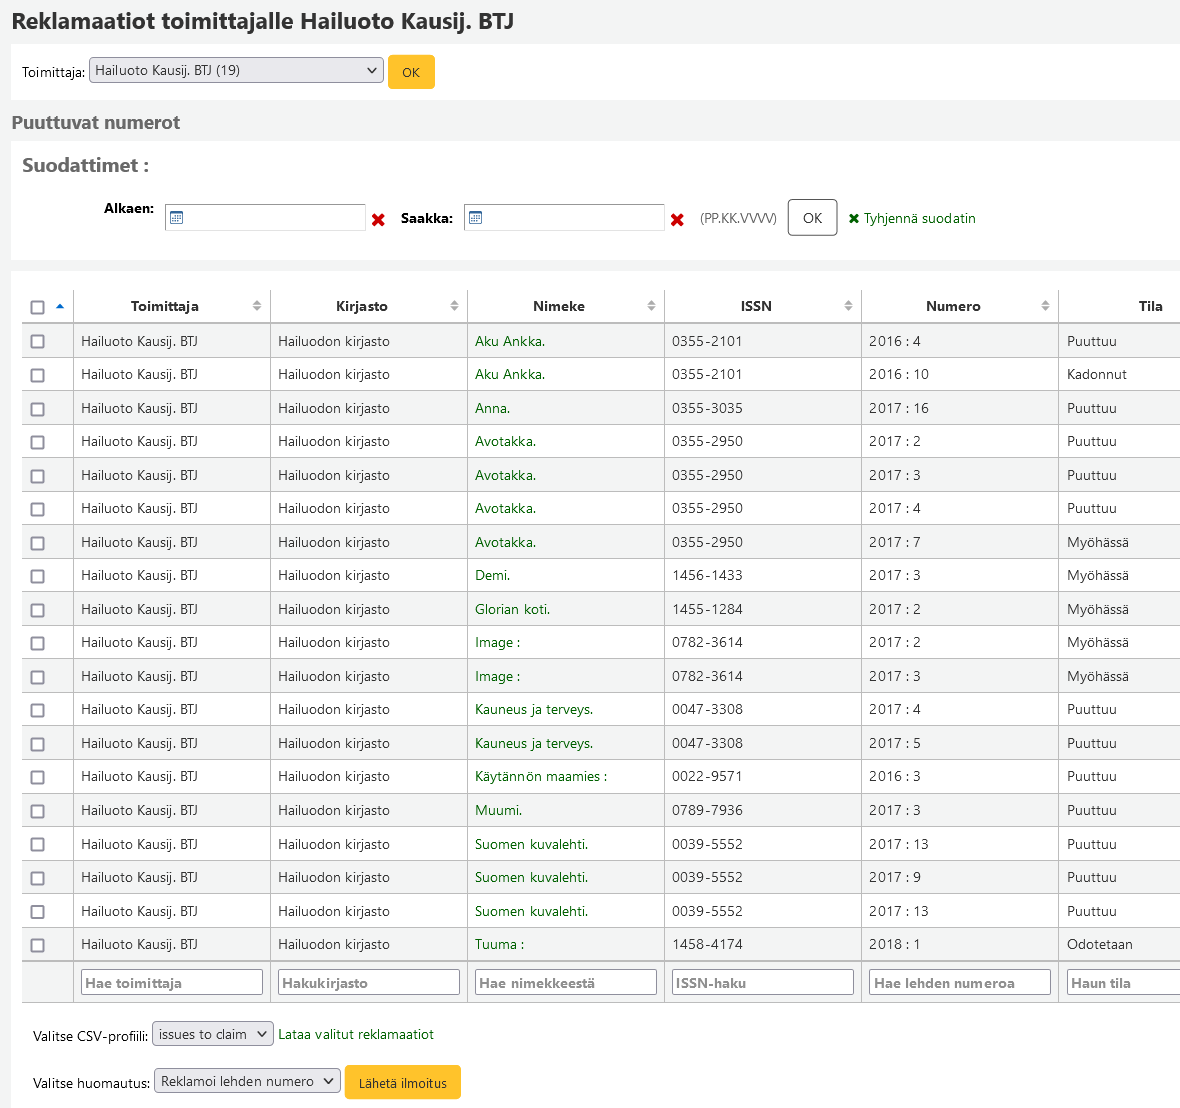 Reklamaatiot toimittajalle Hailuoto Kausij. BTJ
Toimittaja: Hailuoto Kausij. BTJ (19) OK
Puuttuvat numerot
Suodattimet :
Alkaen: Saakka: (PP.KK.VVVV) OK Tyhjennä suodatin
Toimittaja Kirjasto Nimeke ISSN Numero Tila
Hailuoto Kausij. BTJ Hailuodon kirjasto Aku Ankka. 0355-2101 2016 : 4 Puuttuu
Hailuoto Kausij. BTJ Hailuodon kirjasto Aku Ankka. 0355-2101 2016 : 10 Kadonnut
Hailuoto Kausij. BTJ Hailuodon kirjasto Anna. 0355-3035 2017 : 16 Puuttuu
Hailuoto Kausij. BTJ Hailuodon kirjasto Avotakka. 0355-2950 2017 : 2 Puuttuu
Hailuoto Kausij. BTJ Hailuodon kirjasto Avotakka. 0355-2950 2017 : 3 Puuttuu
Hailuoto Kausij. BTJ Hailuodon kirjasto Avotakka. 0355-2950 2017 : 4 Puuttuu
Hailuoto Kausij. BTJ Hailuodon kirjasto Avotakka. 0355-2950 2017 : 7 Myöhässä
Hailuoto Kausij. BTJ Hailuodon kirjasto Demi. 1456-1433 2017 : 3 Myöhässä
Hailuoto Kausij. BTJ Hailuodon kirjasto Glorian koti. 1455-1284 2017 : 2 Myöhässä
Hailuoto Kausij. BTJ Hailuodon kirjasto Image : 0782-3614 2017 : 2 Myöhässä
Hailuoto Kausij. BTJ Hailuodon kirjasto Image : 0782-3614 2017 : 3 Myöhässä
Hailuoto Kausij. BTJ Hailuodon kirjasto Kauneus ja terveys. 0047-3308 2017 : 4 Puuttuu
Hailuoto Kausij. BTJ Hailuodon kirjasto Kauneus ja terveys. 0047-3308 2017 : 5 Puuttuu
Hailuoto Kausij. BTJ Hailuodon kirjasto Käytännön maamies : 0022-9571 2016 : 3 Puuttuu
Hailuoto Kausij. BTJ Hailuodon kirjasto Muumi. 0789-7936 2017 : 3 Puuttuu
Hailuoto Kausij. BTJ Hailuodon kirjasto Suomen kuvalehti. 0039-5552 2017 : 13 Puuttuu
Hailuoto Kausij. BTJ Hailuodon kirjasto Suomen kuvalehti. 0039-5552 2017 : 9 Puuttuu
Hailuoto Kausij. BTJ Hailuodon kirjasto Suomen kuvalehti. 0039-5552 2017 : 13 Puuttuu
Hailuoto Kausij. BTJ Hailuodon kirjasto Tuuma : 1458-4174 2018 : 1 Odotetaan
Hae toimittaja Hakukirjasto Hae nimekkeestä ISSN-haku Hae lehden numeroa Haun tila
Valitse CSV-profiili: issues to claim Lataa valitut reklamaatiot
Valitse huomautus: Reklamoi lehden numero Lähetä ilmoitus